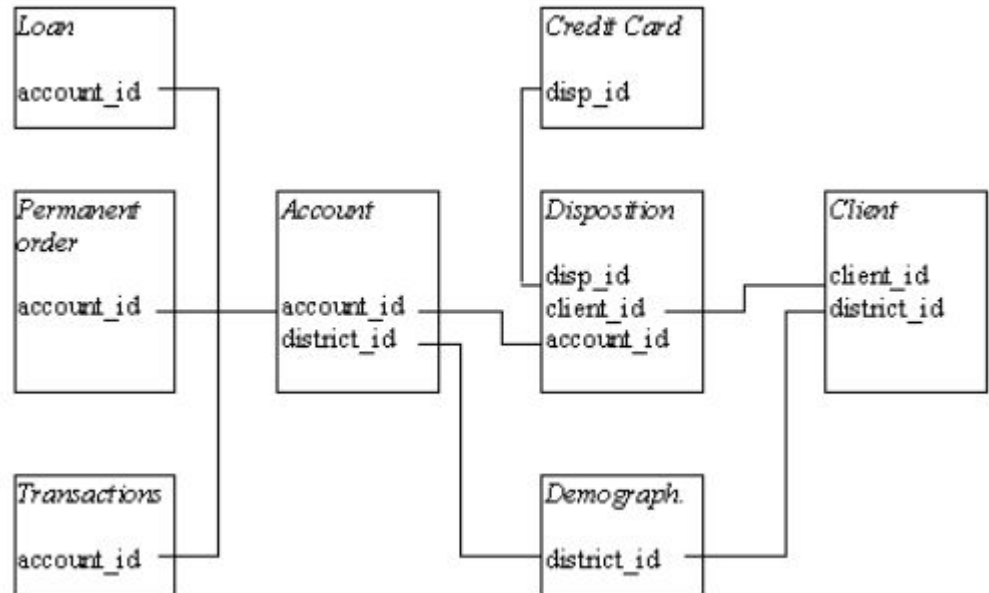 Loan
account_id
Credit Card
disp_id
Permanent
order
account_id
Account
account_id
district_id
Disposition
disp_id
client_id
account_id
Client
client_id
district_id
Transactions
account_id
Demograph.
district_id